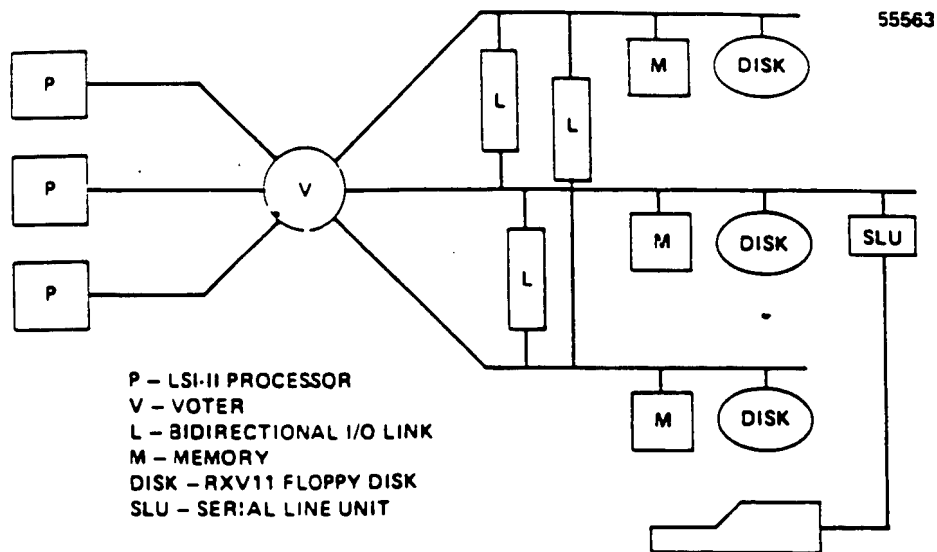 55563
P
M
DISK
L
L
P
V
M
DISK
SLU
L
P
M
DISK
P – LSI-II PROCESSOR
V – VOTER
L – BIDIRECTIONAL I/O LINK
M – MEMORY
DISK – RXV11 FLOPPY DISK
SLU – SERIAL LINE UNIT